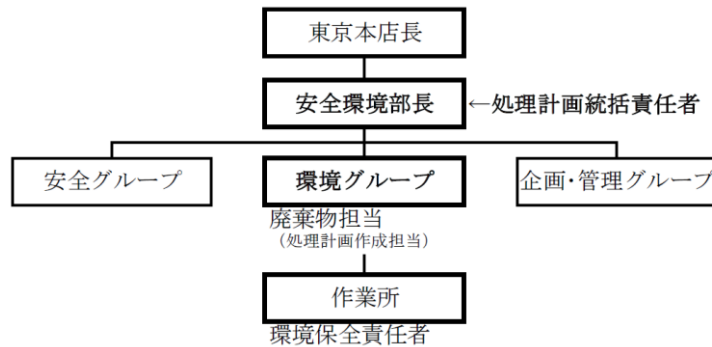 東京本店長
安全環境部長 ←処理計画統括責任者
安全グループ 環境グループ 企画・管理グループ
廃棄物担当
（処理計画作成担当）
作業所
環境保全責任者